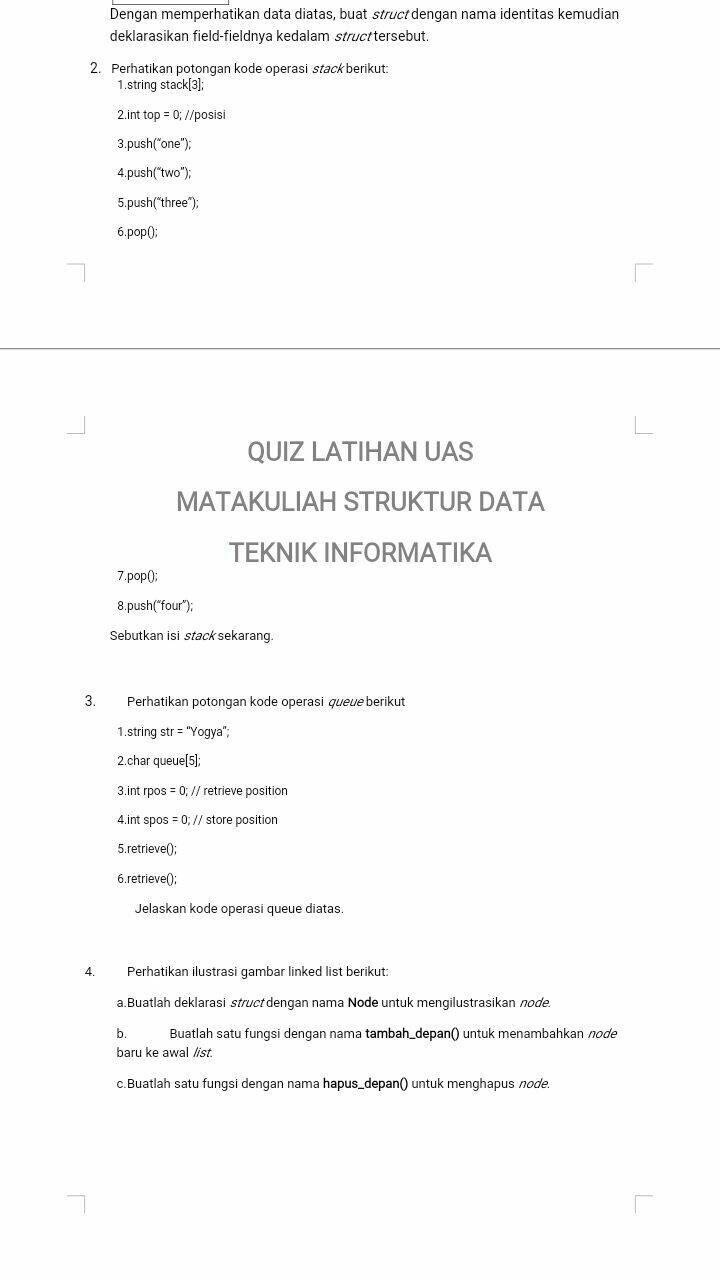 Dengan memperhatikan data diatas, buat struct dengan nama identitas kemudian
deklarasikan field-fieldnya kedalam struct tersebut.
2. Perhatikan potongan kode operasi stack berikut:
1.string stack[3];
2.int top = 0; //posisi
3.push(“one”);
4.push(“two”);
5.push(“three”);
6.pop();
QUIZ LATIHAN UAS
MATAKULIAH STRUKTUR DATA
TEKNIK INFORMATIKA
7.pop();
8.push(“four”);
Sebutkan isi stack sekarang.
3. Perhatikan potongan kode operasi queue berikut
1.string str = “Yogya”;
2.char queue[5];
3.int rpos = 0; // retrieve position
4.int spos = 0; // store position
5.retrieve();
6.retrieve();
Jelaskan kode operasi queue diatas.
4. Perhatikan ilustrasi gambar linked list berikut:
a.Buatlah deklarasi struct dengan nama Node untuk mengilustrasikan node.
b. Buatlah satu fungsi dengan nama tambah_depan() untuk menambahkan node
baru ke awal list.
c.Buatlah satu fungsi dengan nama hapus_depan() untuk menghapus node.